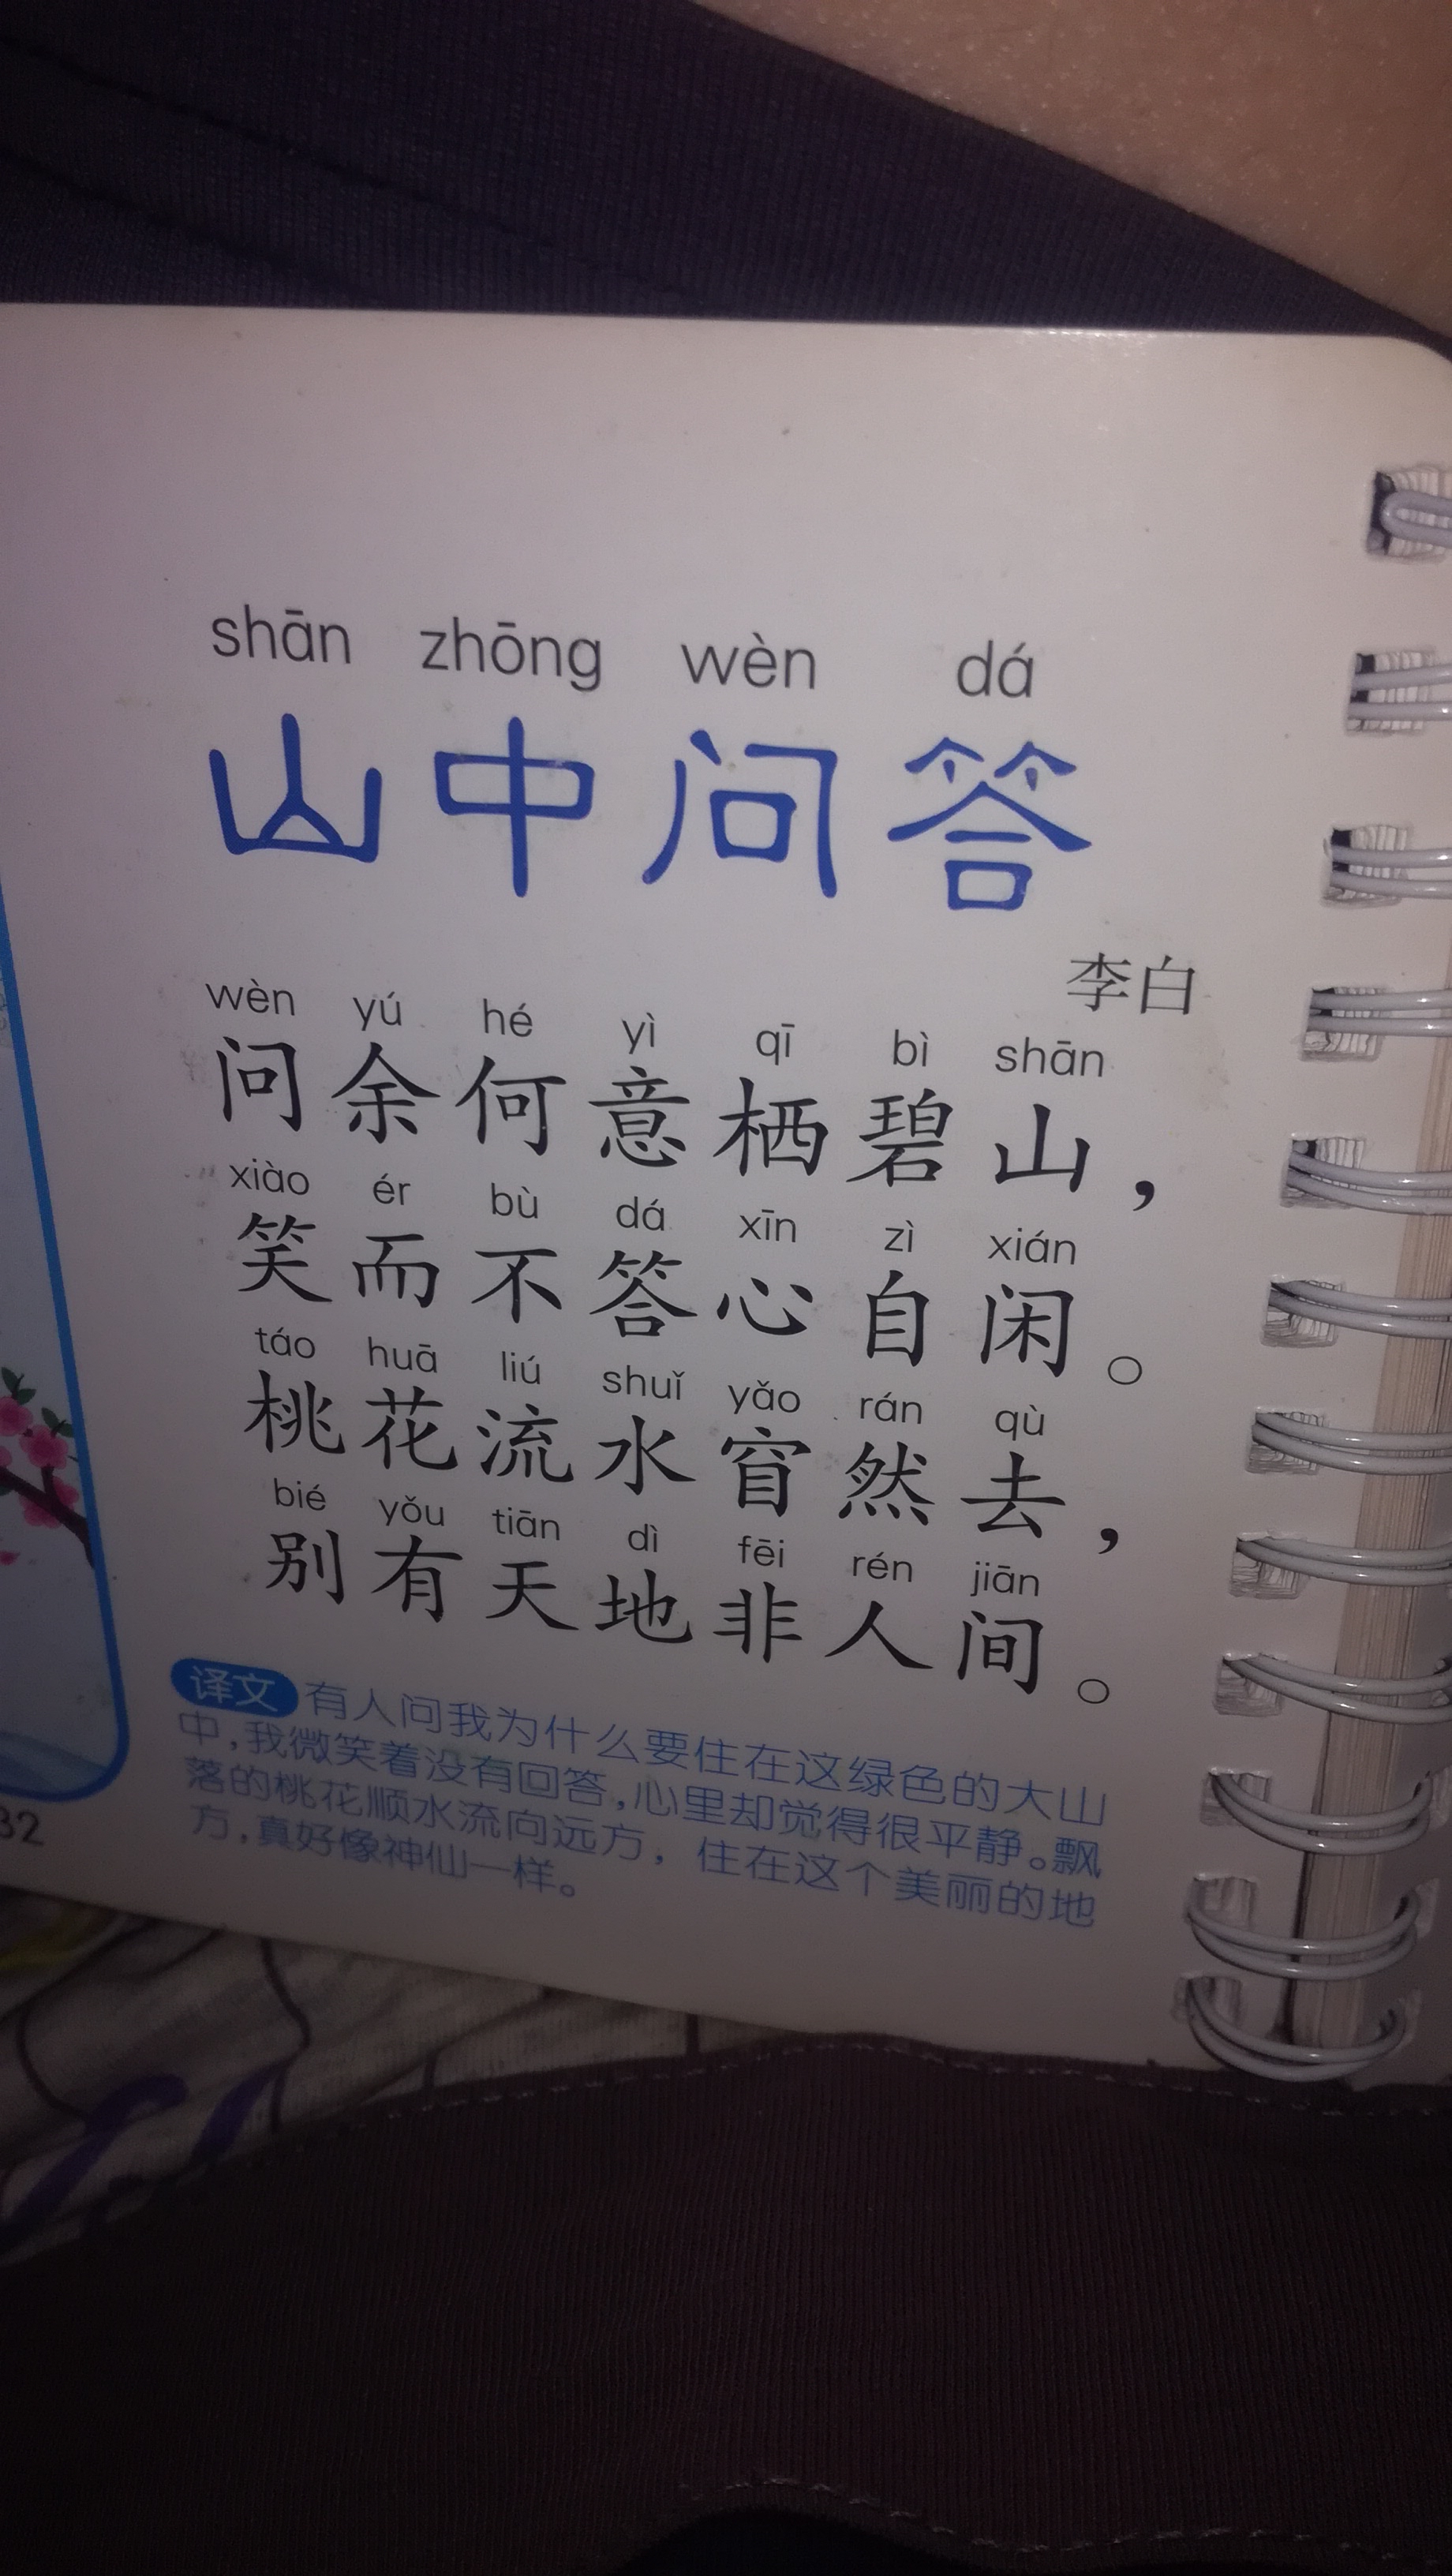 shān zhōng wèn dá
山中问答
李白
wèn yú hé yì qī bì shān
问余何意栖碧山，
xiào ér bù dá xīn zì xián
笑而不答心自闲。
táo huā liú shuǐ yǎo rán qù
桃花流水窅然去，
bié yǒu tiān dì fēi rén jiān
别有天地非人间。
译文 有人问我为什么要住在这绿色的大山
中，我微笑着没有回答，心里却觉得很平静。飘
落的桃花顺水流向远方，住在这个美丽的地
方，真好像神仙一样。
32